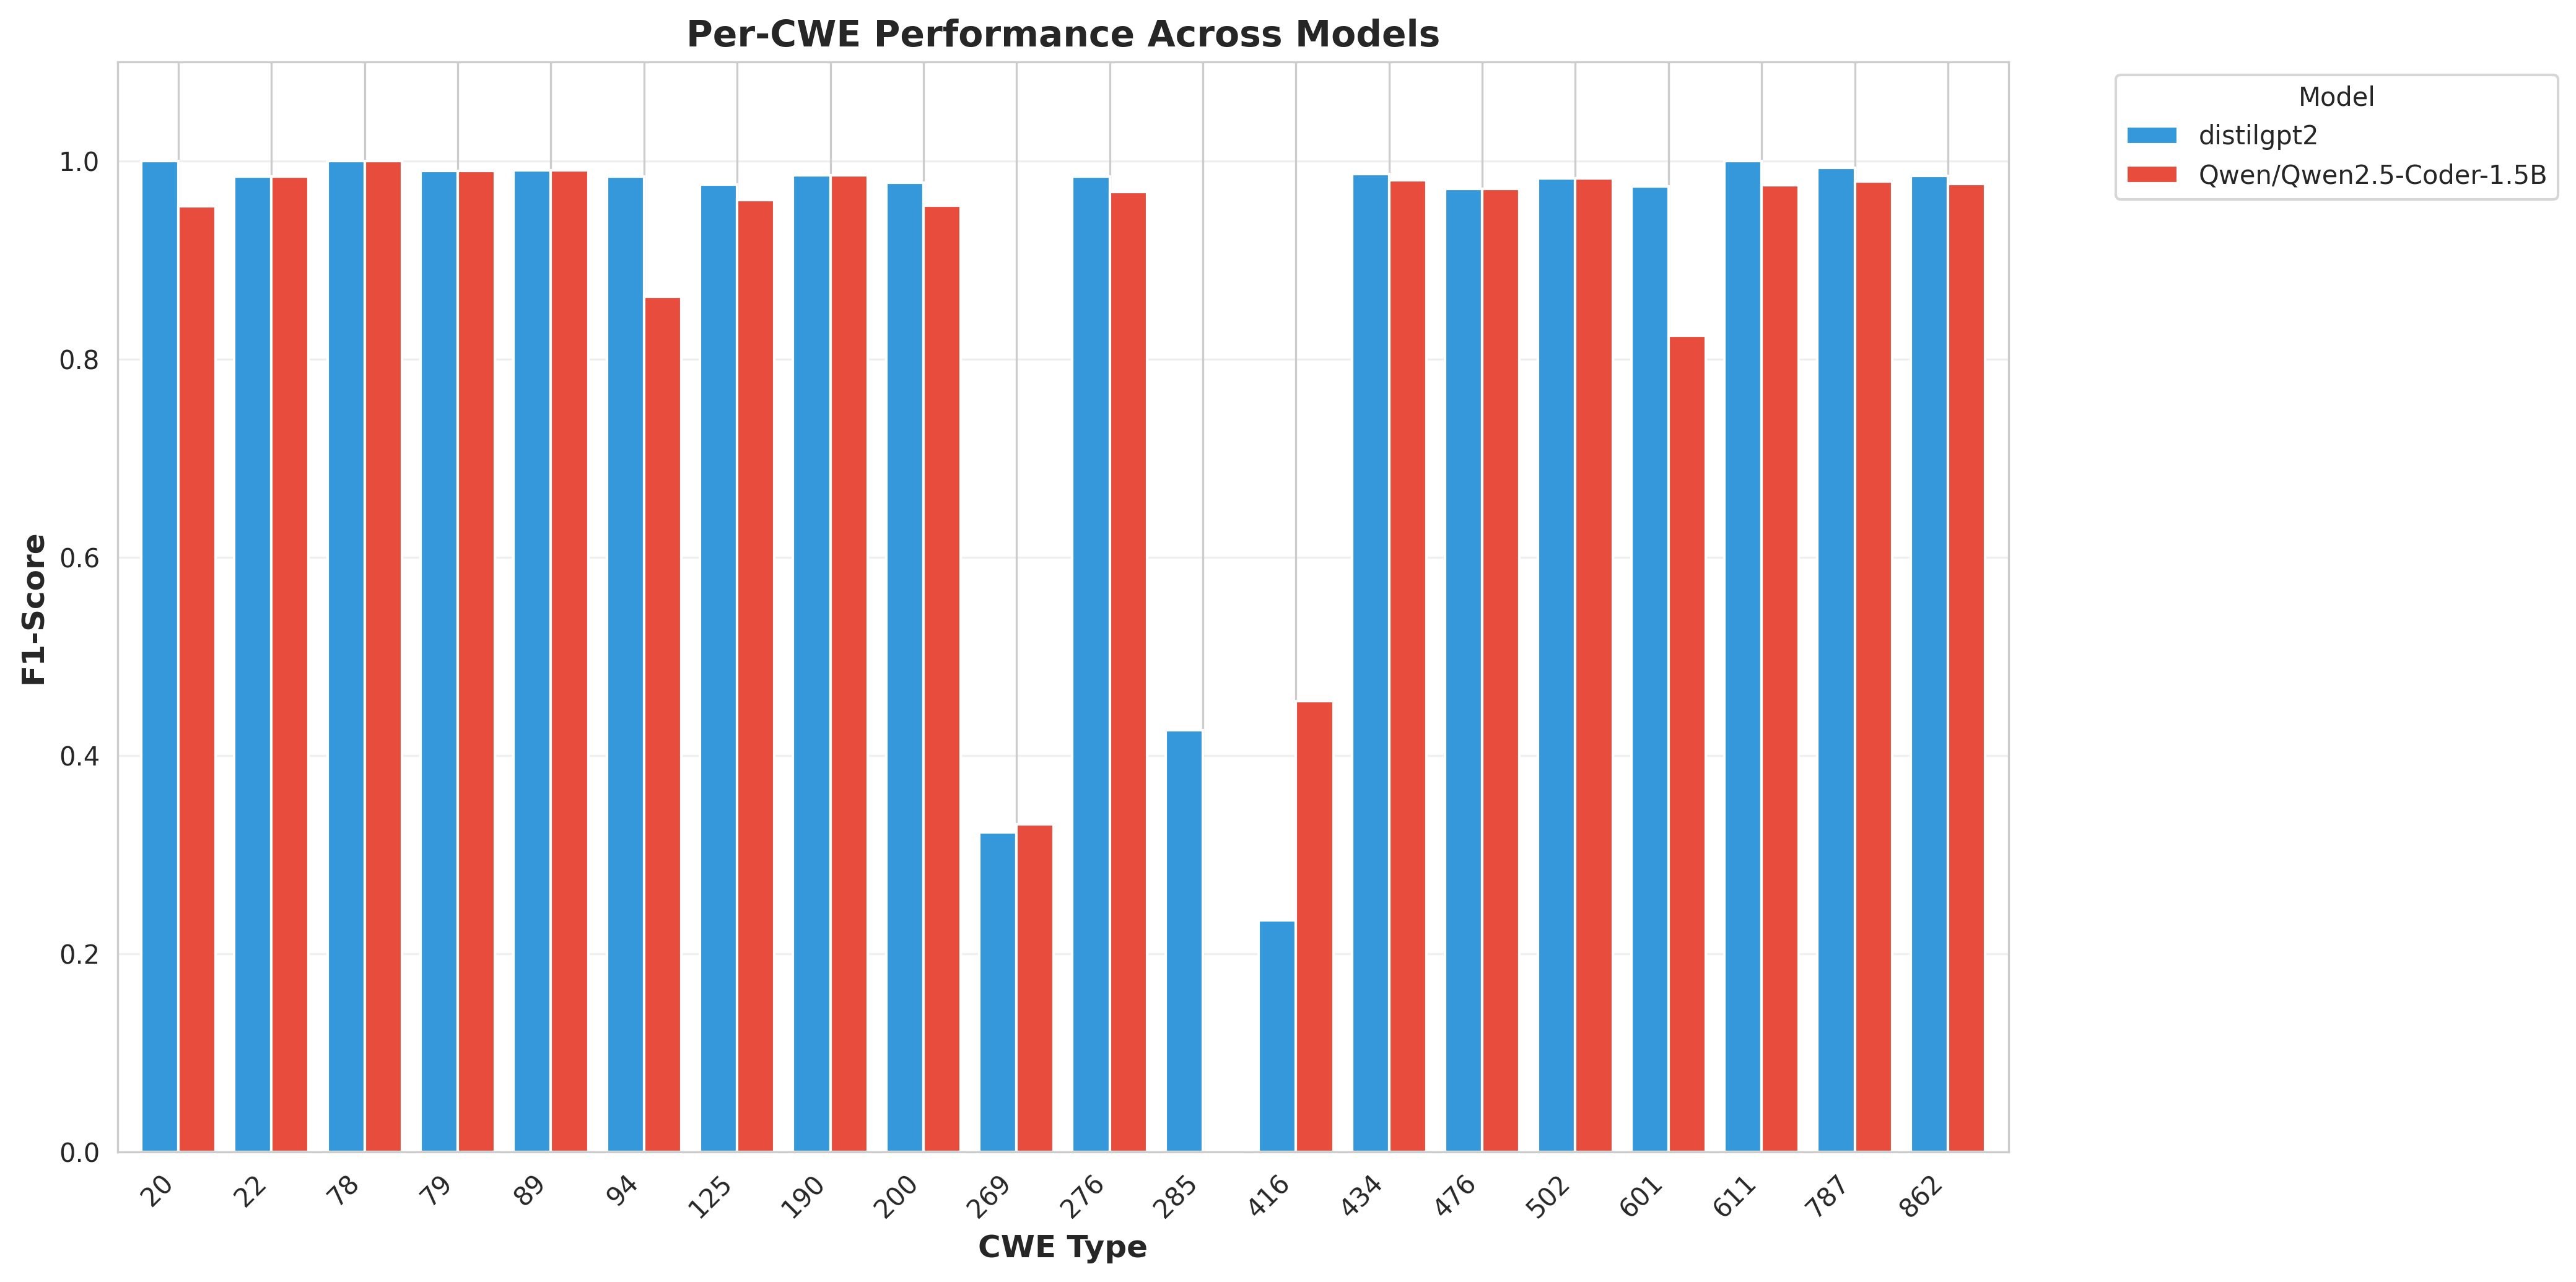 Per-CWE Performance Across Models
Model
distilgpt2
Qwen/Qwen2.5-Coder-1.5B
F1-Score
1.0
0.8
0.6
0.4
0.2
0.0
20 22 78 79 89 94 125 190 200 269 276 285 416 434 476 502 601 611 787 862
CWE Type